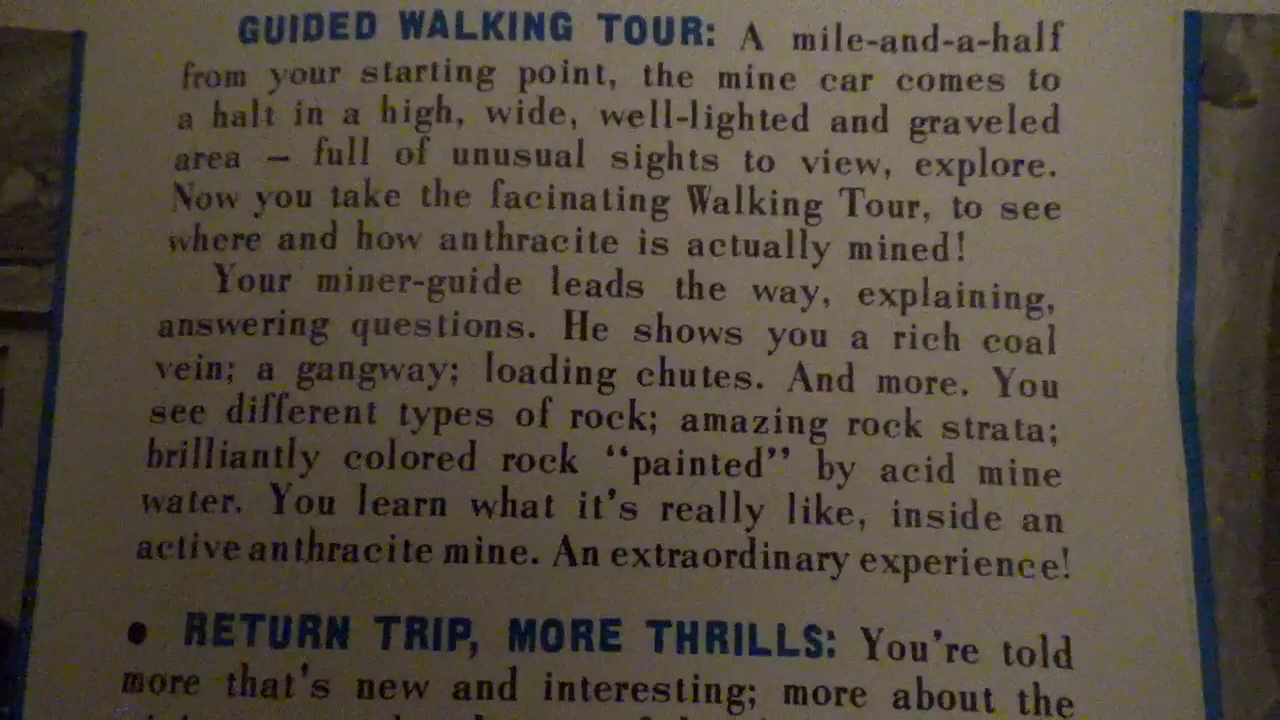 GUIDED WALKING TOUR: A mile-and-a-half
from your starting point, the mine car comes to
a halt in a high, wide, well-lighted and graveled
area – full of unusual sights to view, explore.
Now you take the facinating Walking Tour, to see
where and how anthracite is actually mined!
Your miner-guide leads the way, explaining,
answering questions. He shows you a rich coal
vein; a gangway; loading chutes. And more. You
see different types of rock; amazing rock strata;
brilliantly colored rock “painted” by acid mine
water. You learn what it's really like, inside an
active anthracite mine. An extraordinary experience!
• RETURN TRIP, MORE THRILLS: You're told
more that's new and interesting; more about the